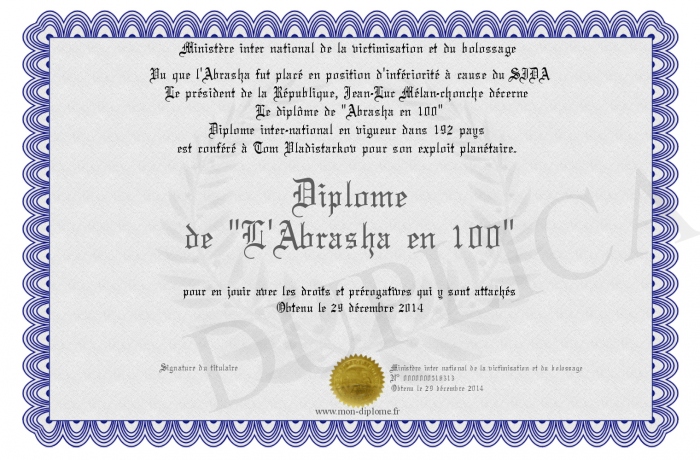 Ministère inter national de la victimisation et du bolossage
Vu que l'Abrasha fut placé en position d'infériorité à cause du SIDA
Le président de la République, Jean-Luc Mélan-chonche décerne
Le diplôme de "Abrasha en 100"
Diplome inter-national en vigueur dans 192 pays
est conféré à Tom Vladistarkov pour son exploit planétaire.
Diplome
de "L'Abrasha en 100"
DUPLICATA
pour en jouir avec les droits et prérogatives qui y sont attachés
Obtenu le 29 décembre 2014
Signature du titulaire
Ministère inter national de la victimisation et du bolossage
N° 0000000318313
Obtenu le 29 décembre 2014
www.mon-diplome.fr